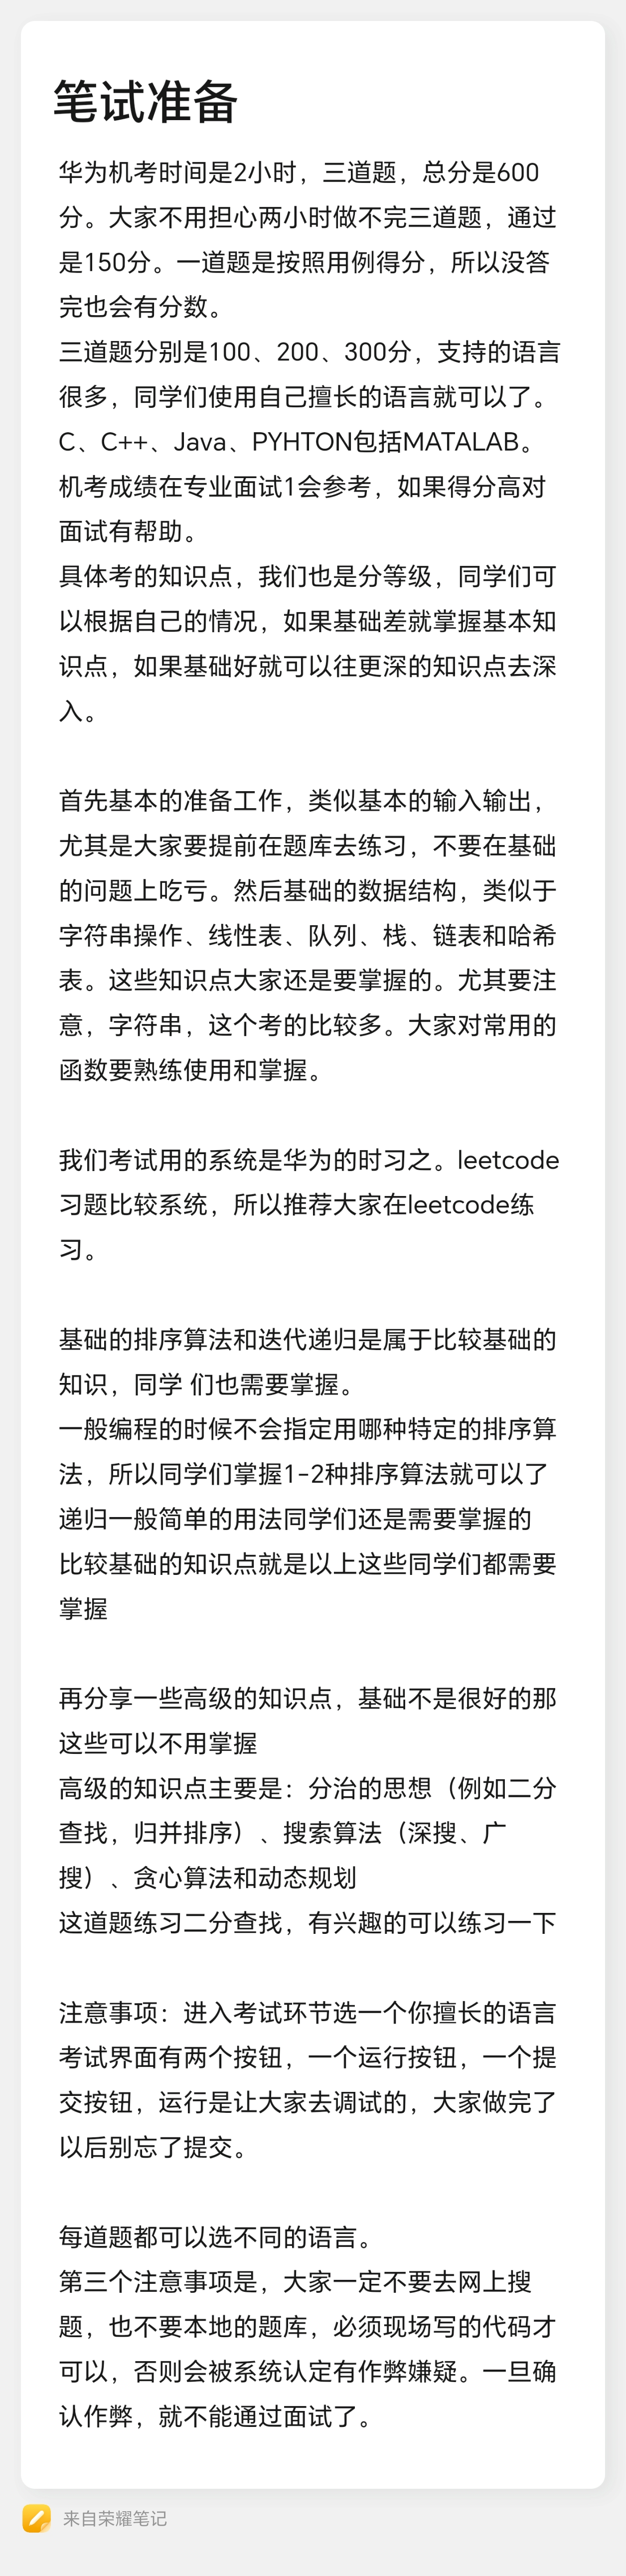 笔试准备
华为机考时间是2小时，三道题，总分是600
分。大家不用担心两小时做不完三道题，通过
是150分。一道题是按照用例得分，所以没答
完也会有分数。
三道题分别是100、200、300分，支持的语言
很多，同学们使用自己擅长的语言就可以了。
C、C++、Java、PYHTON包括MATALAB。
机考成绩在专业面试1会参考，如果得分高对
面试有帮助。
具体考的知识点，我们也是分等级，同学们可
以根据自己的情况，如果基础差就掌握基本知
识点，如果基础好就可以往更深的知识点去深
入。
首先基本的准备工作，类似基本的输入输出，
尤其是大家要提前在题库去练习，不要在基础
的问题上吃亏。然后基础的数据结构，类似于
字符串操作、线性表、队列、栈、链表和哈希
表。这些知识点大家还是要掌握的。尤其要注
意，字符串，这个考的比较多。大家对常用的
函数要熟练使用和掌握。
我们考试用的系统是华为的时习之。leetcode
习题比较系统，所以推荐大家在leetcode练
习。
基础的排序算法和迭代递归是属于比较基础的
知识，同学 们也需要掌握。
一般编程的时候不会指定用哪种特定的排序算
法，所以同学们掌握1-2种排序算法就可以了
递归一般简单的用法同学们还是需要掌握的
比较基础的知识点就是以上这些同学们都需要
掌握
再分享一些高级的知识点，基础不是很好的那
这些可以不用掌握
高级的知识点主要是：分治的思想（例如二分
查找，归并排序）、搜索算法（深搜、广
搜）、贪心算法和动态规划
这道题练习二分查找，有兴趣的可以练习一下
注意事项：进入考试环节选一个你擅长的语言
考试界面有两个按钮，一个运行按钮，一个提
交按钮，运行是让大家去调试的，大家做完了
以后别忘了提交。
每道题都可以选不同的语言。
第三个注意事项是，大家一定不要去网上搜
题，也不要本地的题库，必须现场写的代码才
可以，否则会被系统认定有作弊嫌疑。一旦确
认作弊，就不能通过面试了。
来自荣耀笔记